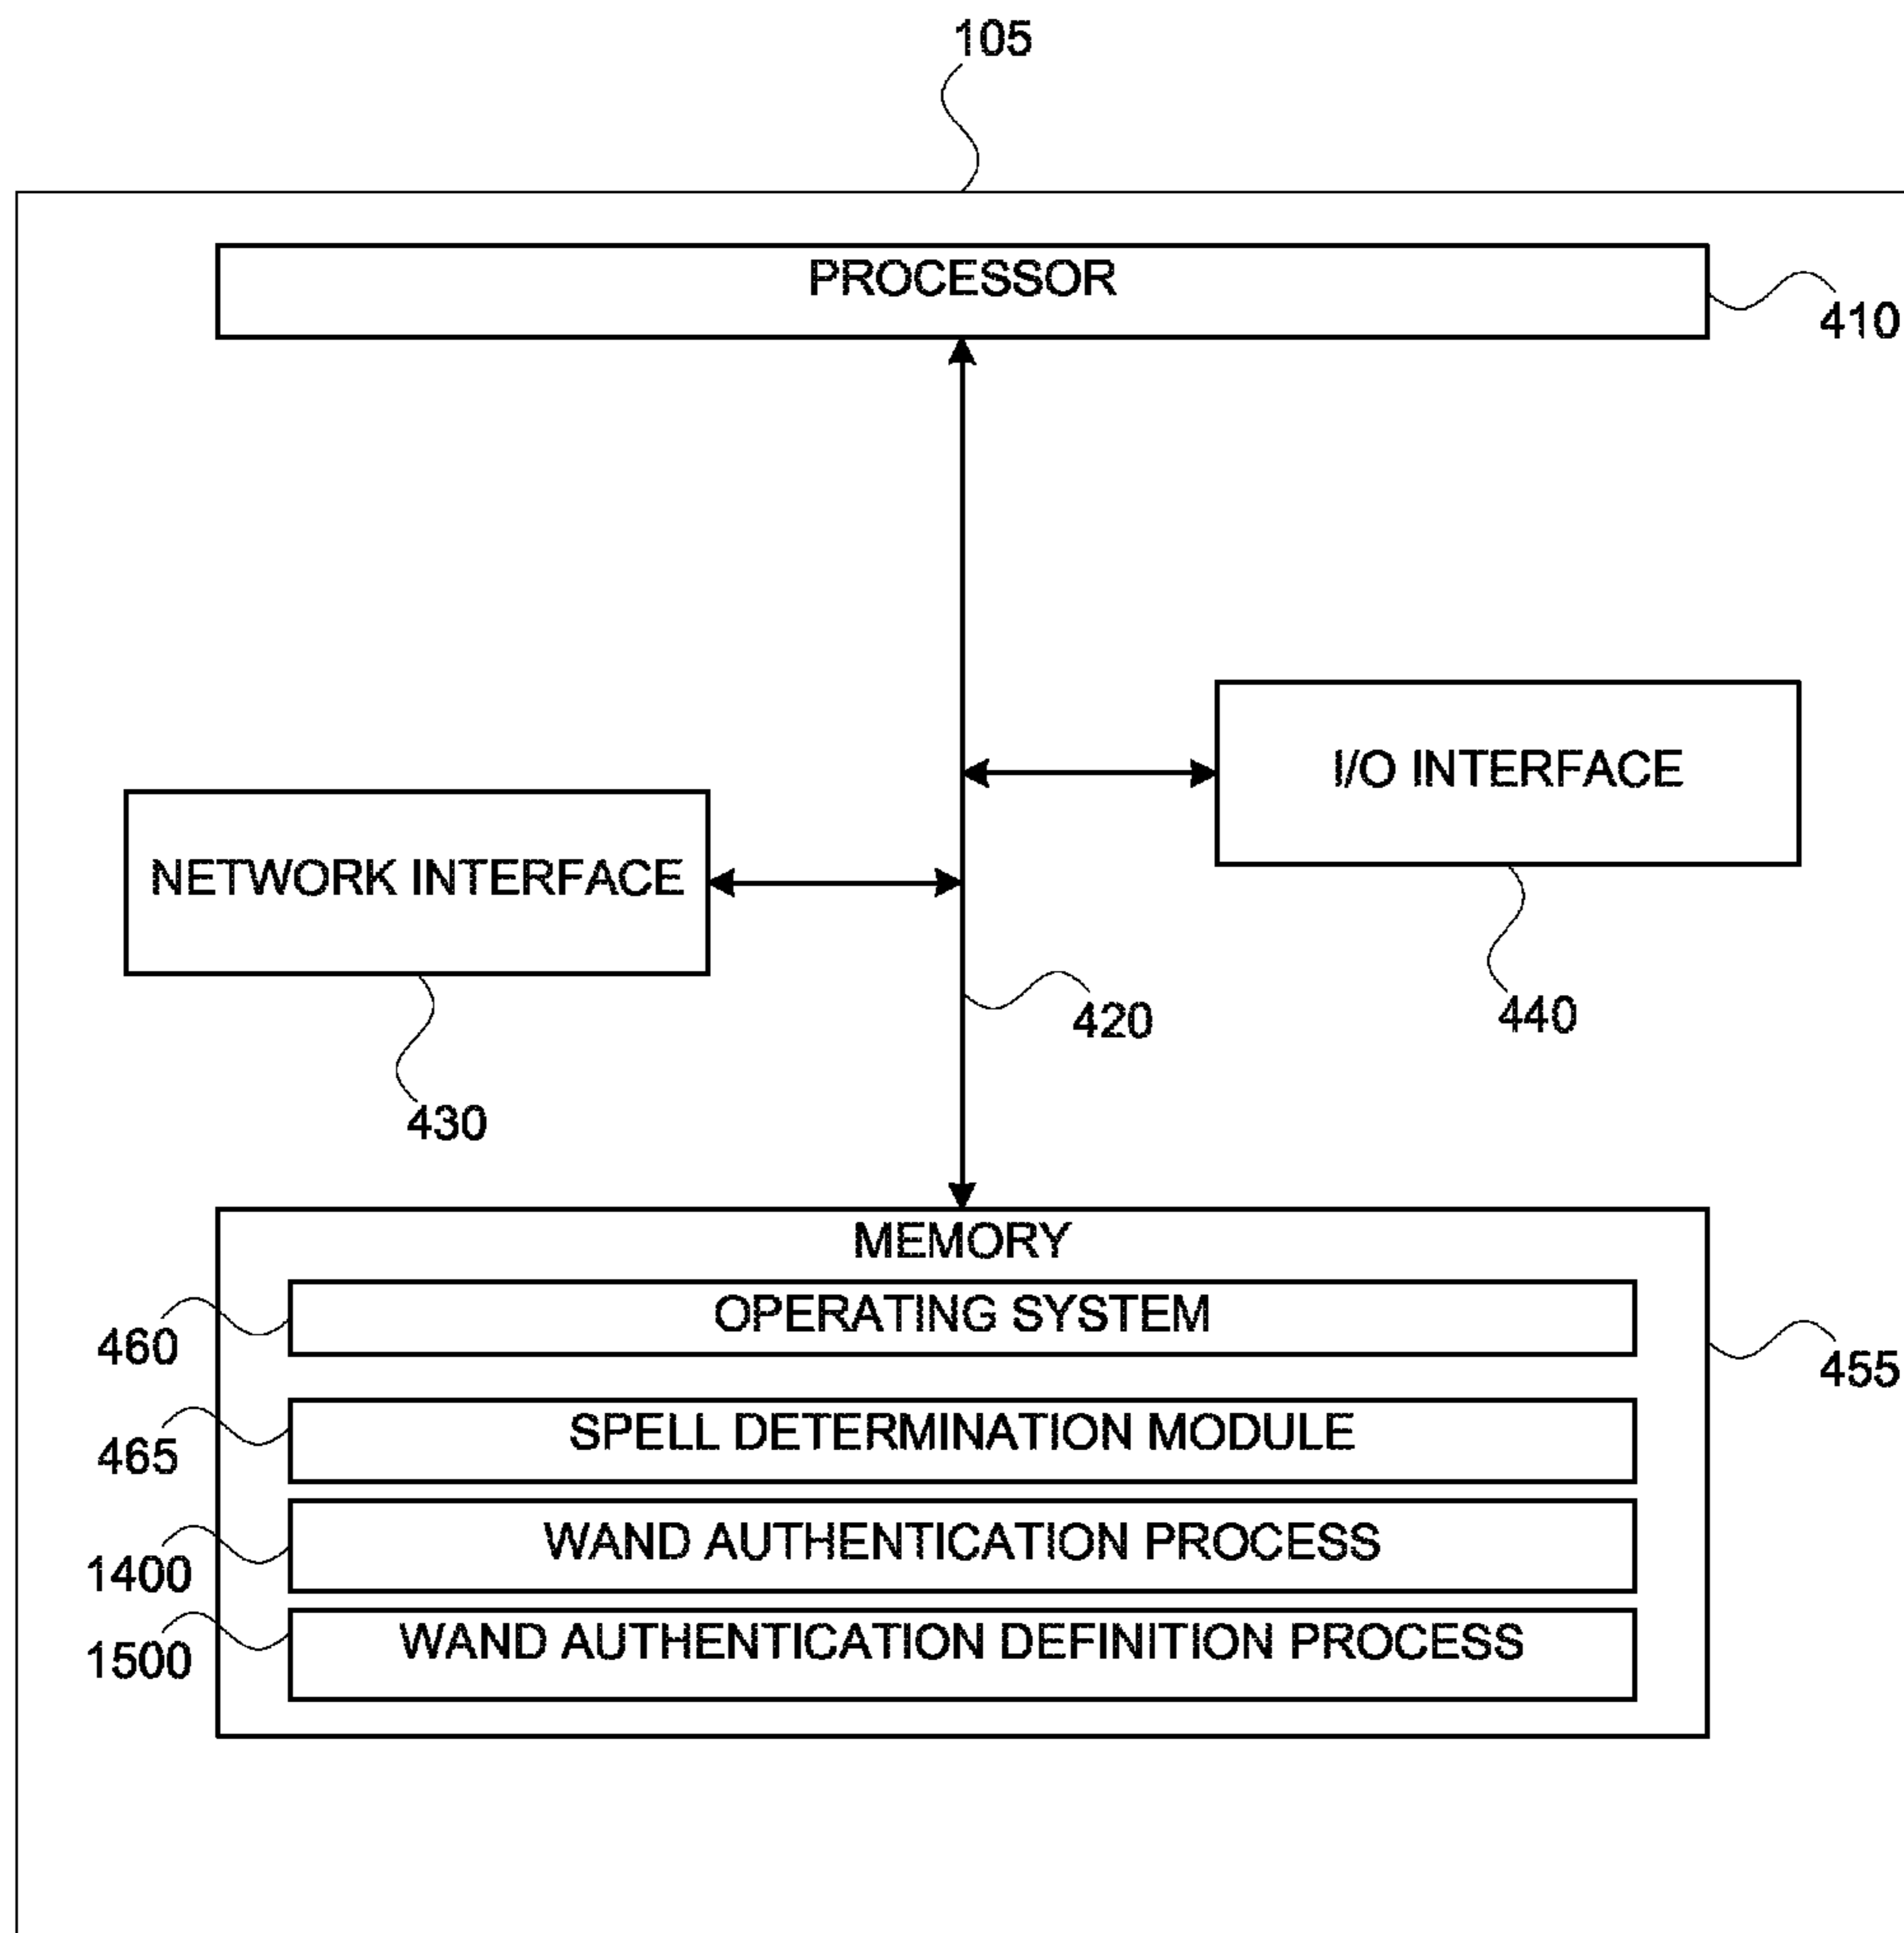 105
PROCESSOR
410
I/O INTERFACE
NETWORK INTERFACE
420
440
430
MEMORY
OPERATING SYSTEM
460
455
SPELL DETERMINATION MODULE
465
WAND AUTHENTICATION PROCESS
1400
WAND AUTHENTICATION DEFINITION PROCESS
1500